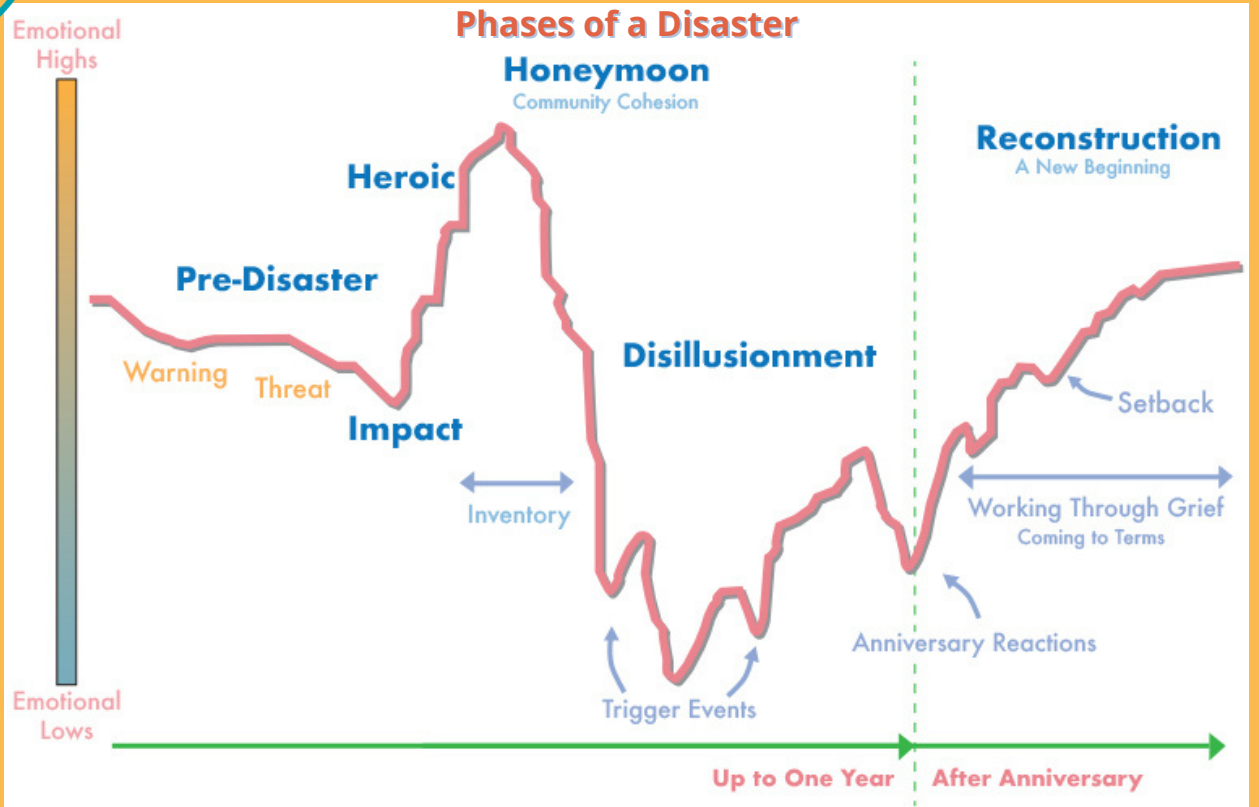 Phases of a Disaster
Emotional
Highs
Honeymoon
Community Cohesion
Reconstruction
A New Beginning
Heroic
Pre-Disaster
Warning
Threat
Impact
Disillusionment
Setback
Inventory
Working Through Grief
Coming to Terms
Anniversary Reactions
Trigger Events
Emotional
Lows
Up to One Year
After Anniversary